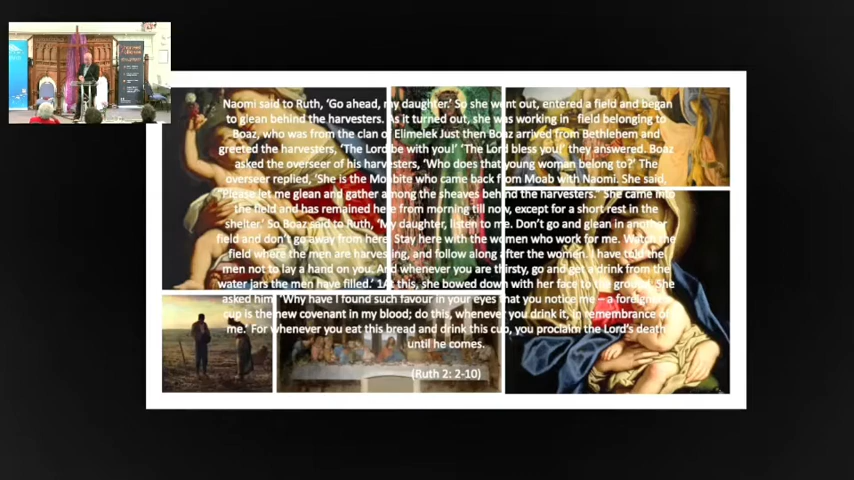 Naomi said to Ruth, 'Go ahead, my daughter.' So she went out, entered a field and began
to glean behind the harvesters. As it turned out, she was working in field belonging to
Boaz, who was from the clan of Elimelek Just then Boaz arrived from Bethlehem and
greeted the harvesters, 'The Lord be with you!' 'The Lord bless you!' they answered. Boaz
asked the overseer of his harvesters, 'Who does that young woman belong to?' The
overseer replied, 'She is the Moabite who came back from Moab with Naomi. She said,
"Please let me glean and gather among the sheaves behind the harvesters." She came into
the field and has remained here from morning till now, except for a short rest in the
shelter.' So Boaz said to Ruth, 'My daughter, listen to me. Don't go and glean in another
field and don't go away from here. Stay here with the women who work for me. Watch the
field where the men are harvesting, and follow along after the women. I have told the
men not to lay a hand on you. And whenever you are thirsty, go and get a drink from the
water jars the men have filled.' 1At this, she bowed down with her face to the ground. She
asked him, 'Why have I found such favour in your eyes that you notice me – a foreigner
cup is the new covenant in my blood; do this, whenever you drink it, in remembrance of
me.' For whenever you eat this bread and drink this cup, you proclaim the Lord's death
until he comes.
(Ruth 2: 2-10)